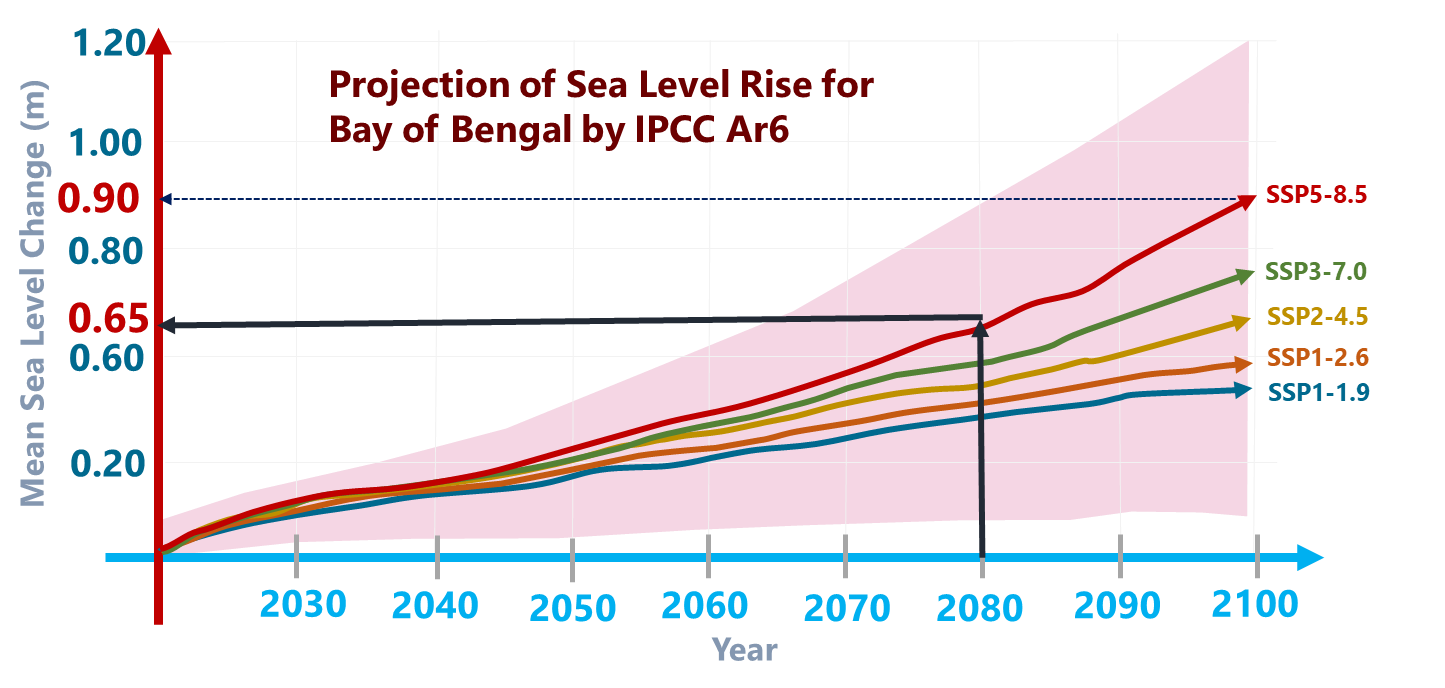 Projection of Sea Level Rise for
Bay of Bengal by IPCC Ar6
Mean Sea Level Change (m)
1.20
1.00
0.90
0.80
0.65
0.60
0.20
SSP5-8.5
SSP3-7.0
SSP2-4.5
SSP1-2.6
SSP1-1.9
2030 2040 2050 2060 2070 2080 2090 2100
Year